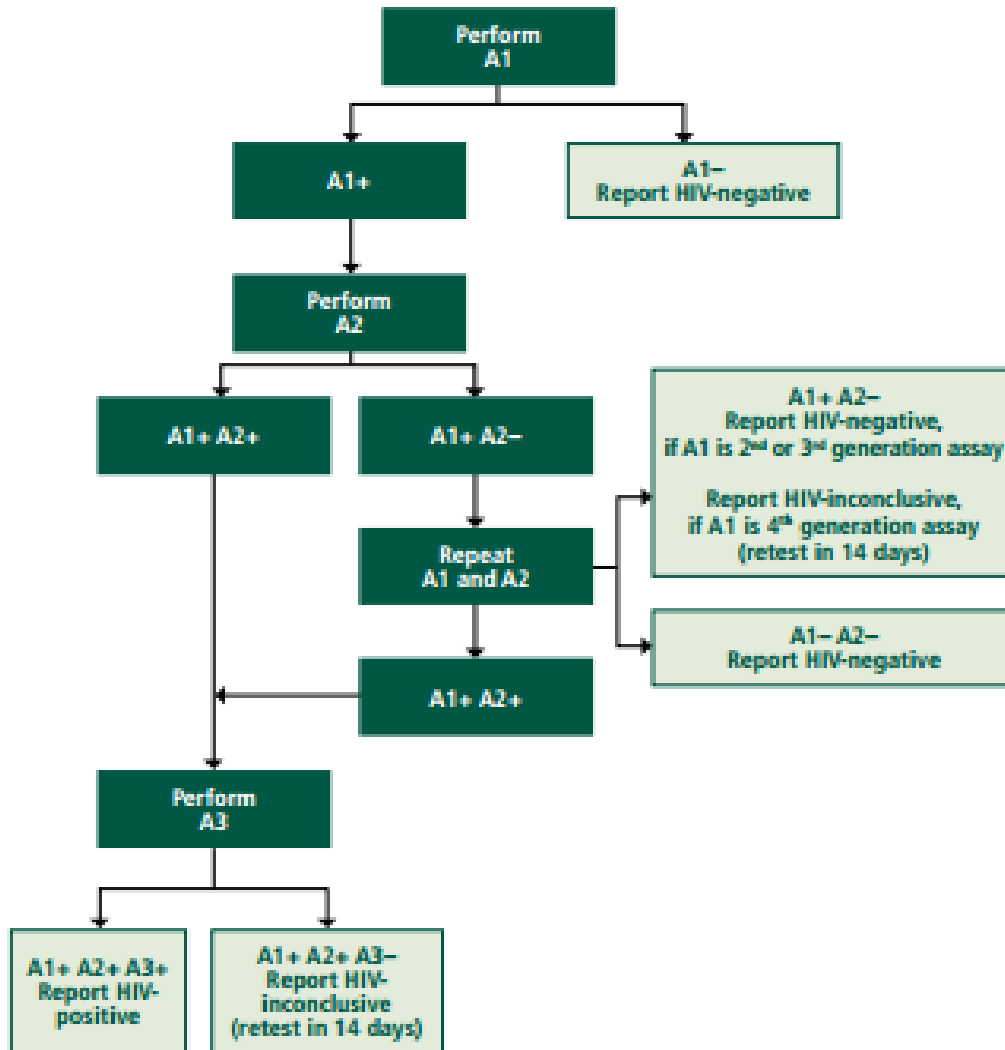 Perform
A1
A1+
A1–
Report HIV-negative
Perform
A2
A1+ A2+
A1+ A2–
A1+ A2–
Report HIV-negative,
if A1 is 2nd or 3rd generation assay
Report HIV-inconclusive,
if A1 is 4th generation assay
(retest in 14 days)
Repeat
A1 and A2
A1– A2–
Report HIV-negative
A1+ A2+
Perform
A3
A1+ A2+ A3+
Report HIV-
positive
A1+ A2+ A3–
Report HIV-
inconclusive
(retest in 14 days)